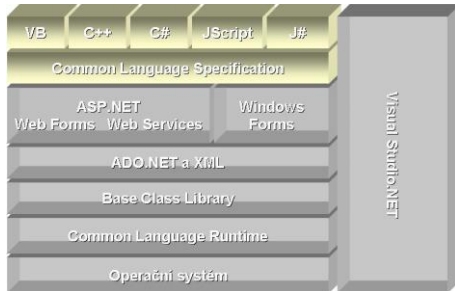 VB C++ C# JScript J#
Common Language Specification
ASP.NET
Web Forms Web Services
Windows
Forms
ADO.NET a XML
Base Class Library
Common Language Runtime
Operační systém
Visual Studio.NET